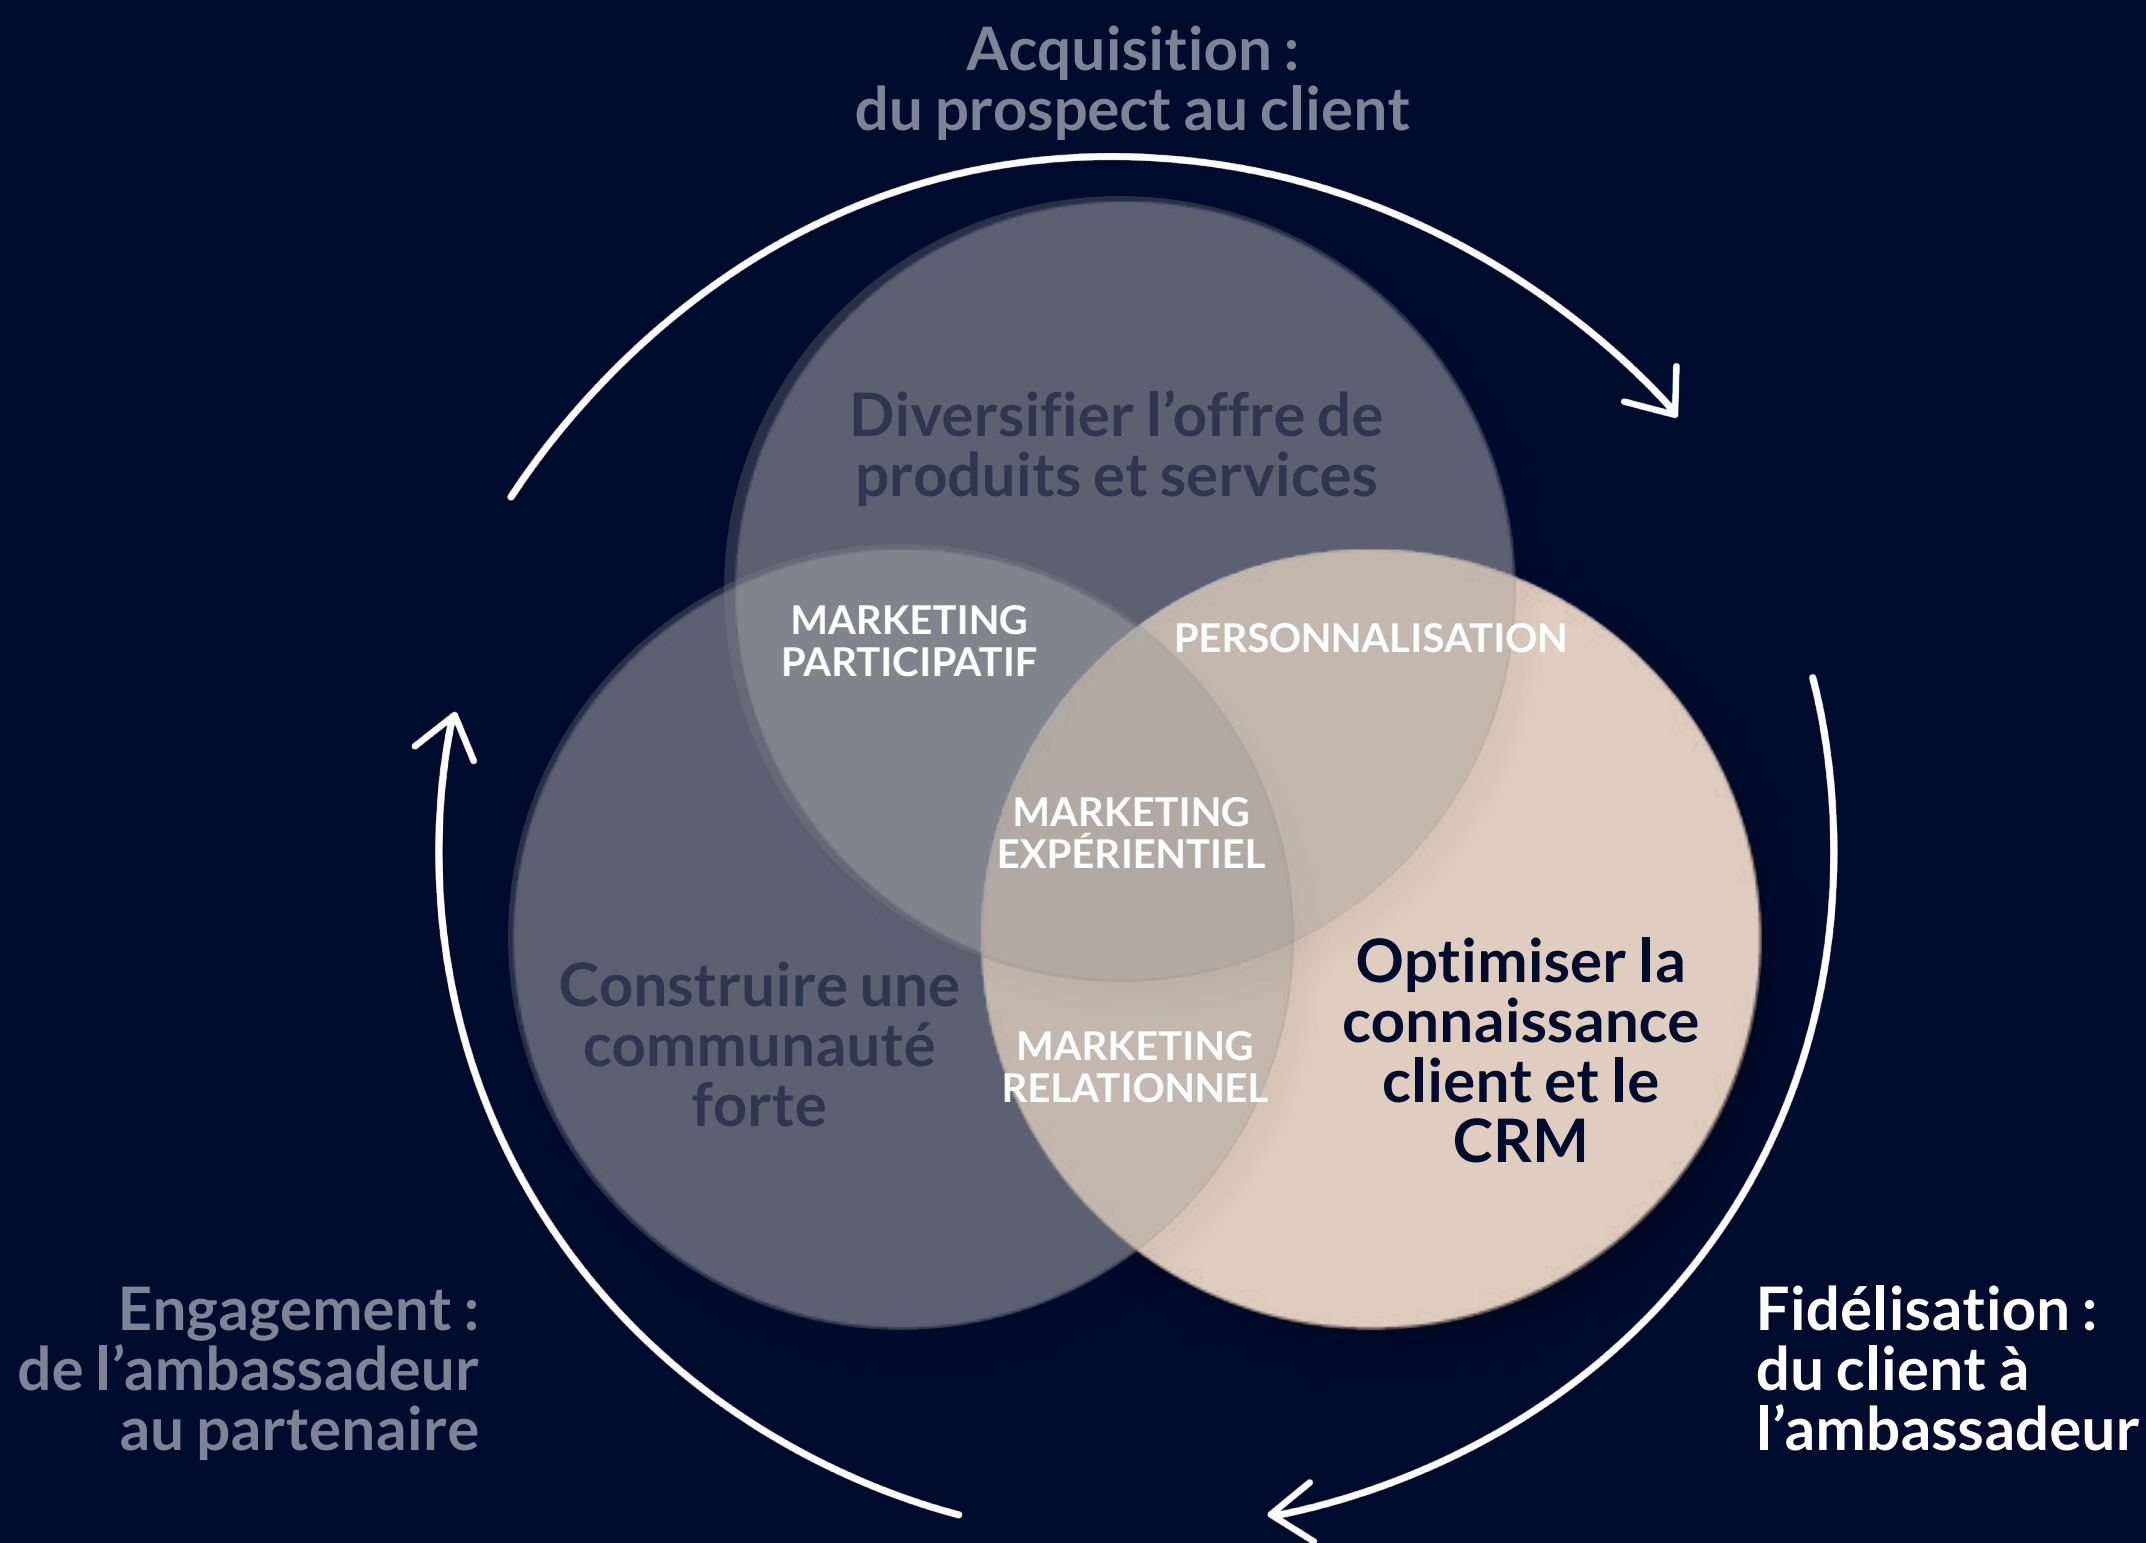 Acquisition :
du prospect au client
Diversifier l’offre de
produits et services
MARKETING
PARTICIPATIF
PERSONNALISATION
MARKETING
EXPÉRIENTIEL
Construire une
communauté
forte
MARKETING
RELATIONNEL
Optimiser la
connaissance
client et le
CRM
Engagement :
de l’ambassadeur
au partenaire
Fidélisation :
du client à
l’ambassadeur